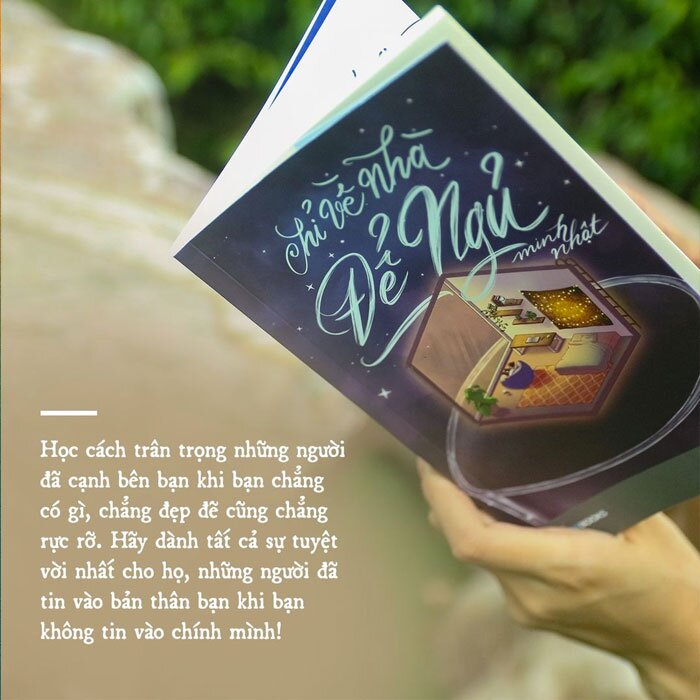 chỉ về nhà
Để Ngủ
minh
nhật
BOOKS
Học cách trân trọng những người
đã cạnh bên bạn khi bạn chẳng
có gì, chẳng đẹp đẽ cũng chẳng
rực rỡ. Hãy dành tất cả sự tuyệt
vời nhất cho họ, những người đã
tin vào bản thân bạn khi bạn
không tin vào chính mình!